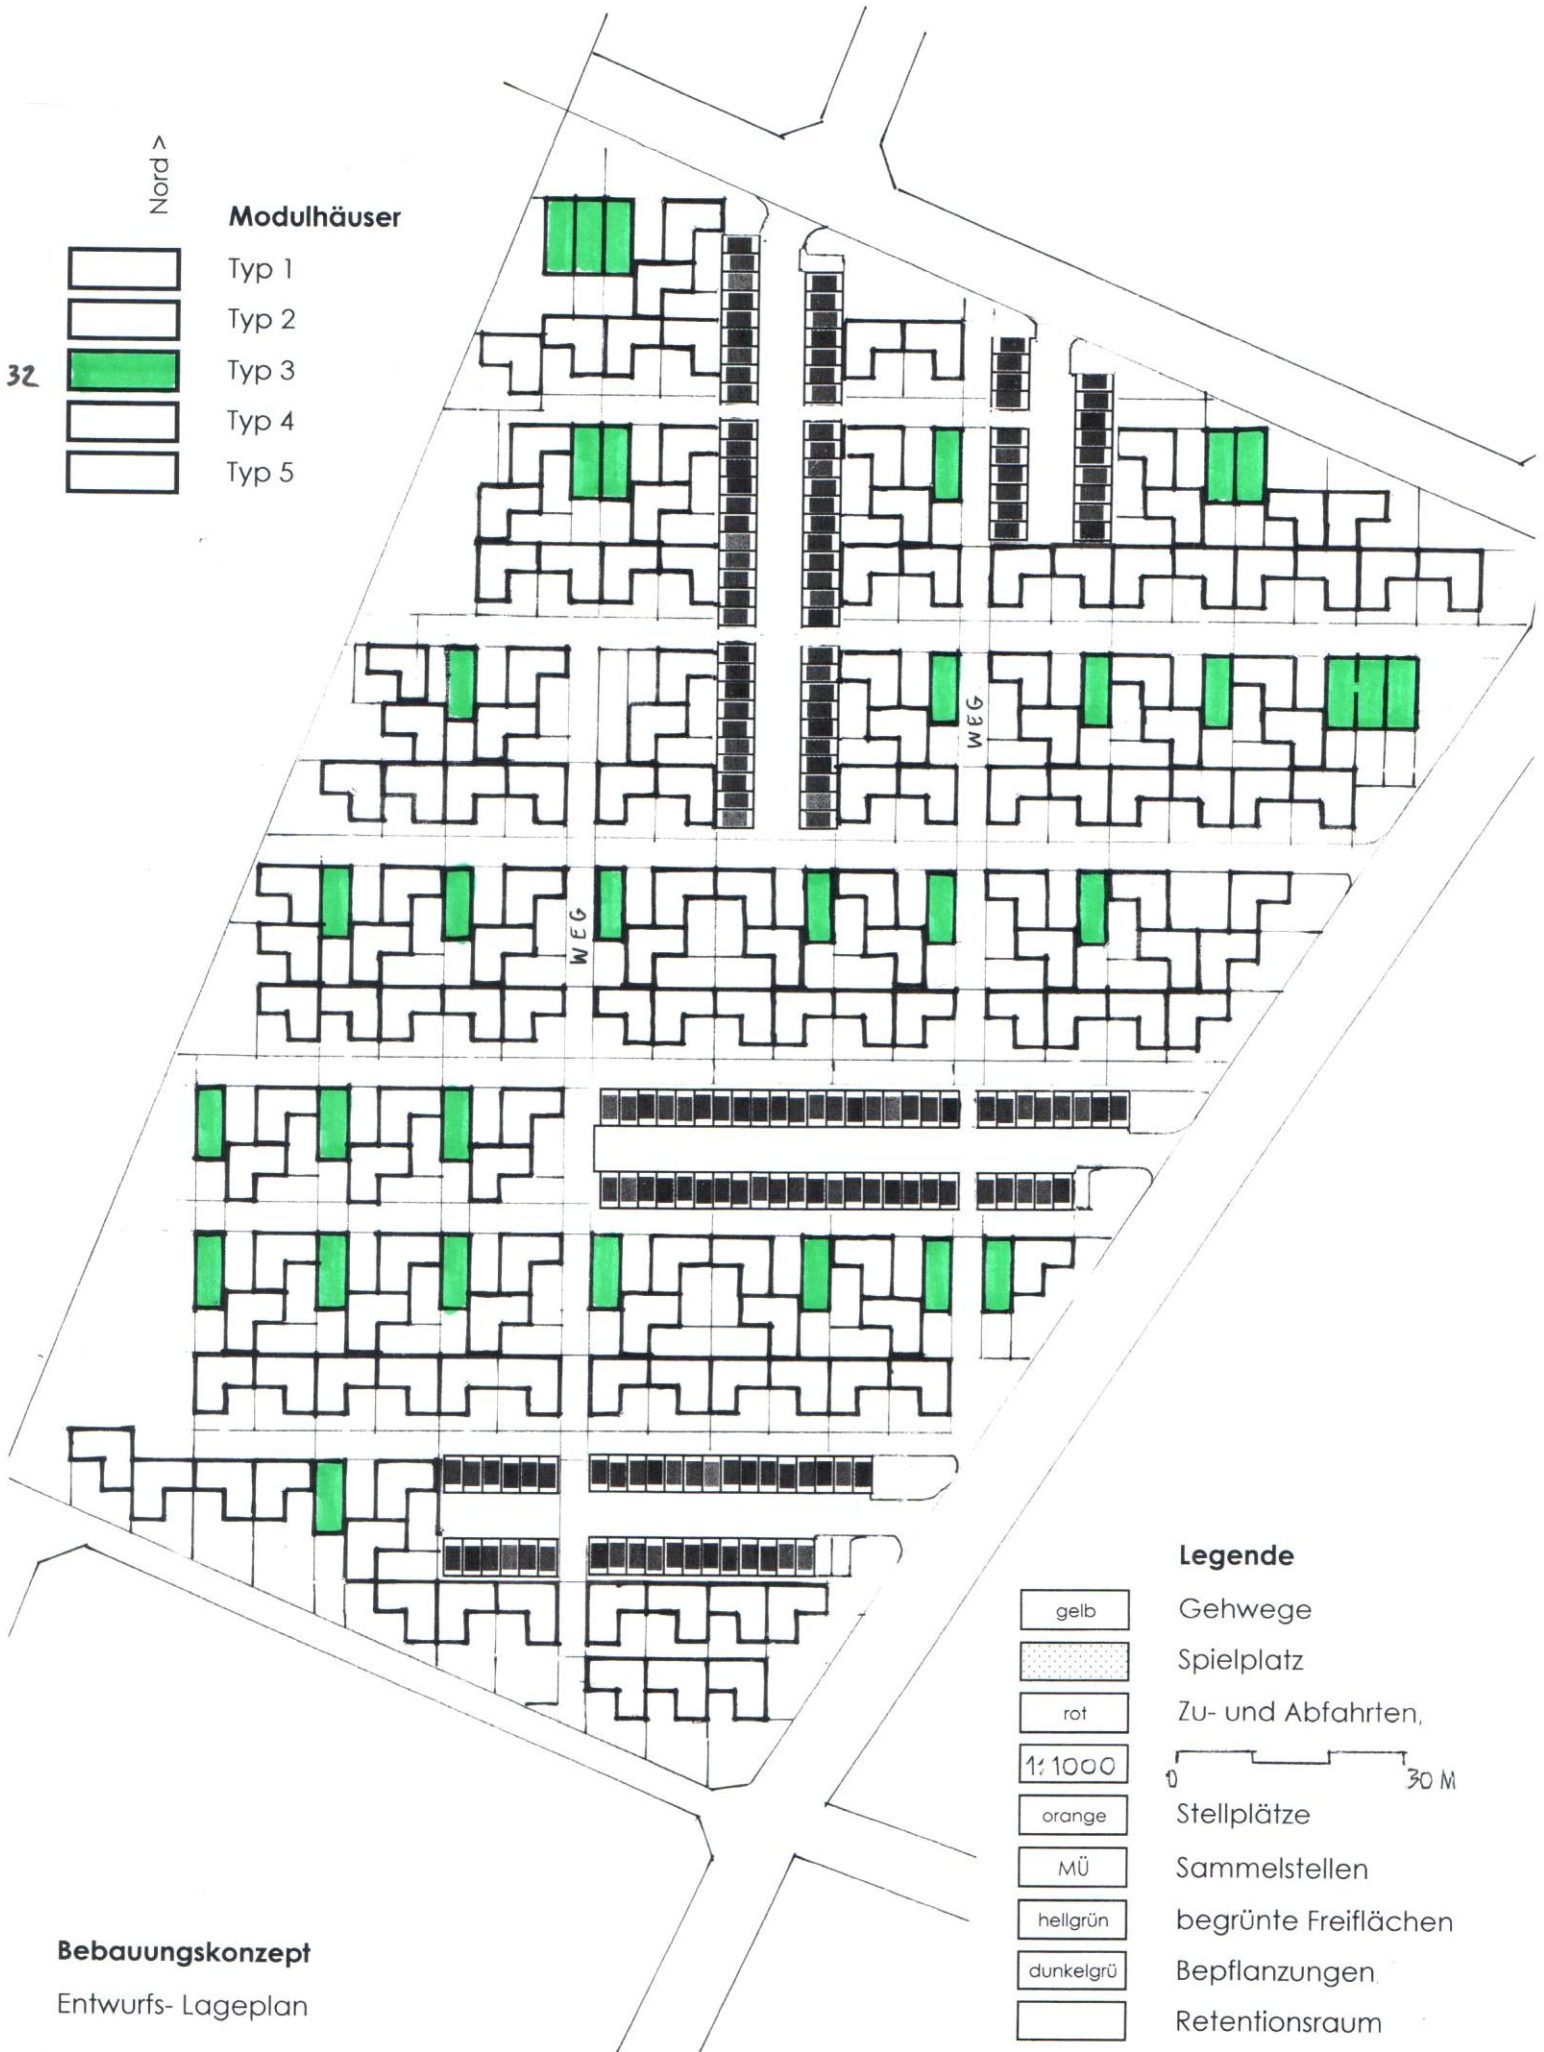 Nord >
Modulhäuser
Typ 1
Typ 2
32 Typ 3
Typ 4
Typ 5
WEG
WEG
Legende
gelb Gehwege
Spielplatz
rot Zu- und Abfahrten,
1:1000 0 30 M
orange Stellplätze
MÜ Sammelstellen
hellgrün begrünte Freiflächen
dunkelgrü Bepflanzungen
Retentionsraum
Bebauungskonzept
Entwurfs- Lageplan